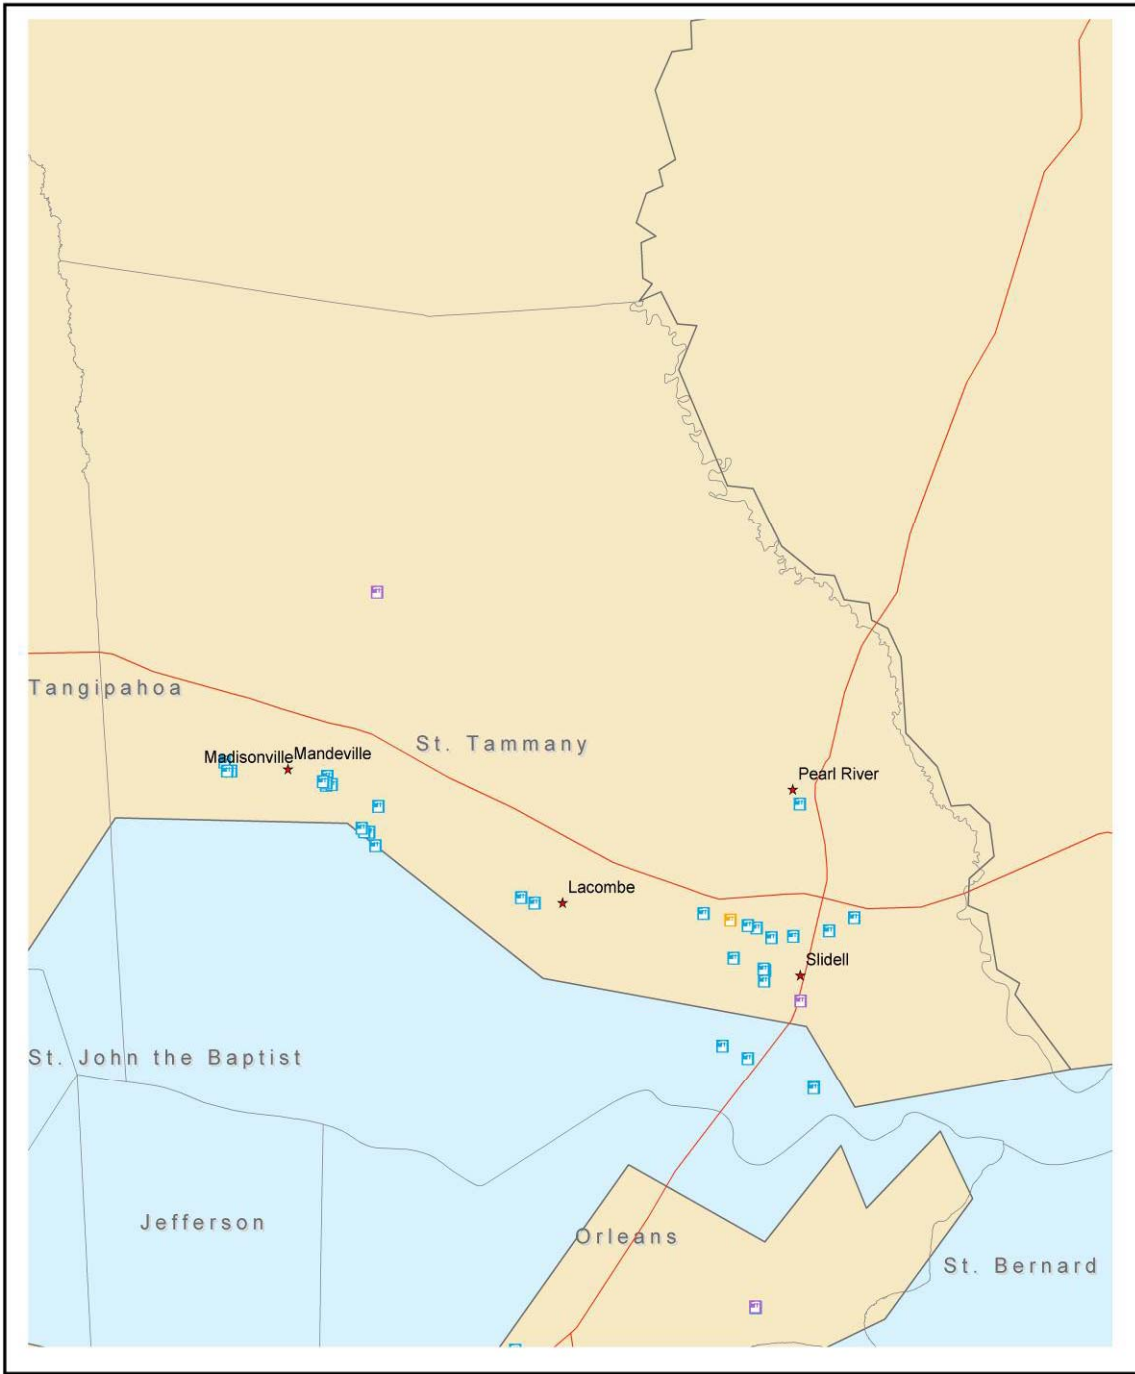 Tangipahoa
St. Tammany
Madisonville
Mandeville
Pearl River
Lacombe
Slidell
St. John the Baptist
Jefferson
Orleans
St. Bernard